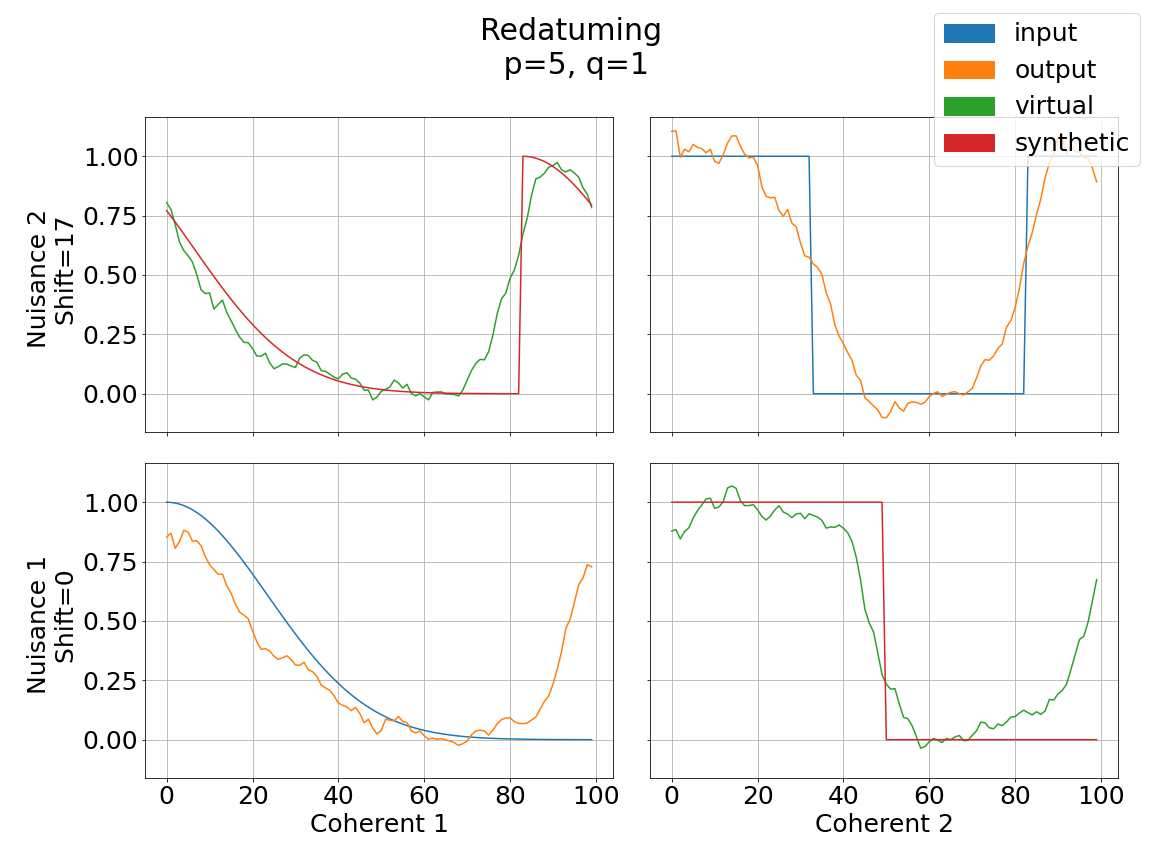 Redatuming
p=5, q=1
input
output
virtual
synthetic
Nuisance 2
Shift=17
1.00
0.75
0.50
0.25
0.00
Nuisance 1
Shift=0
1.00
0.75
0.50
0.25
0.00
0 20 40 60 80 100
0 20 40 60 80 100
Coherent 1
Coherent 2